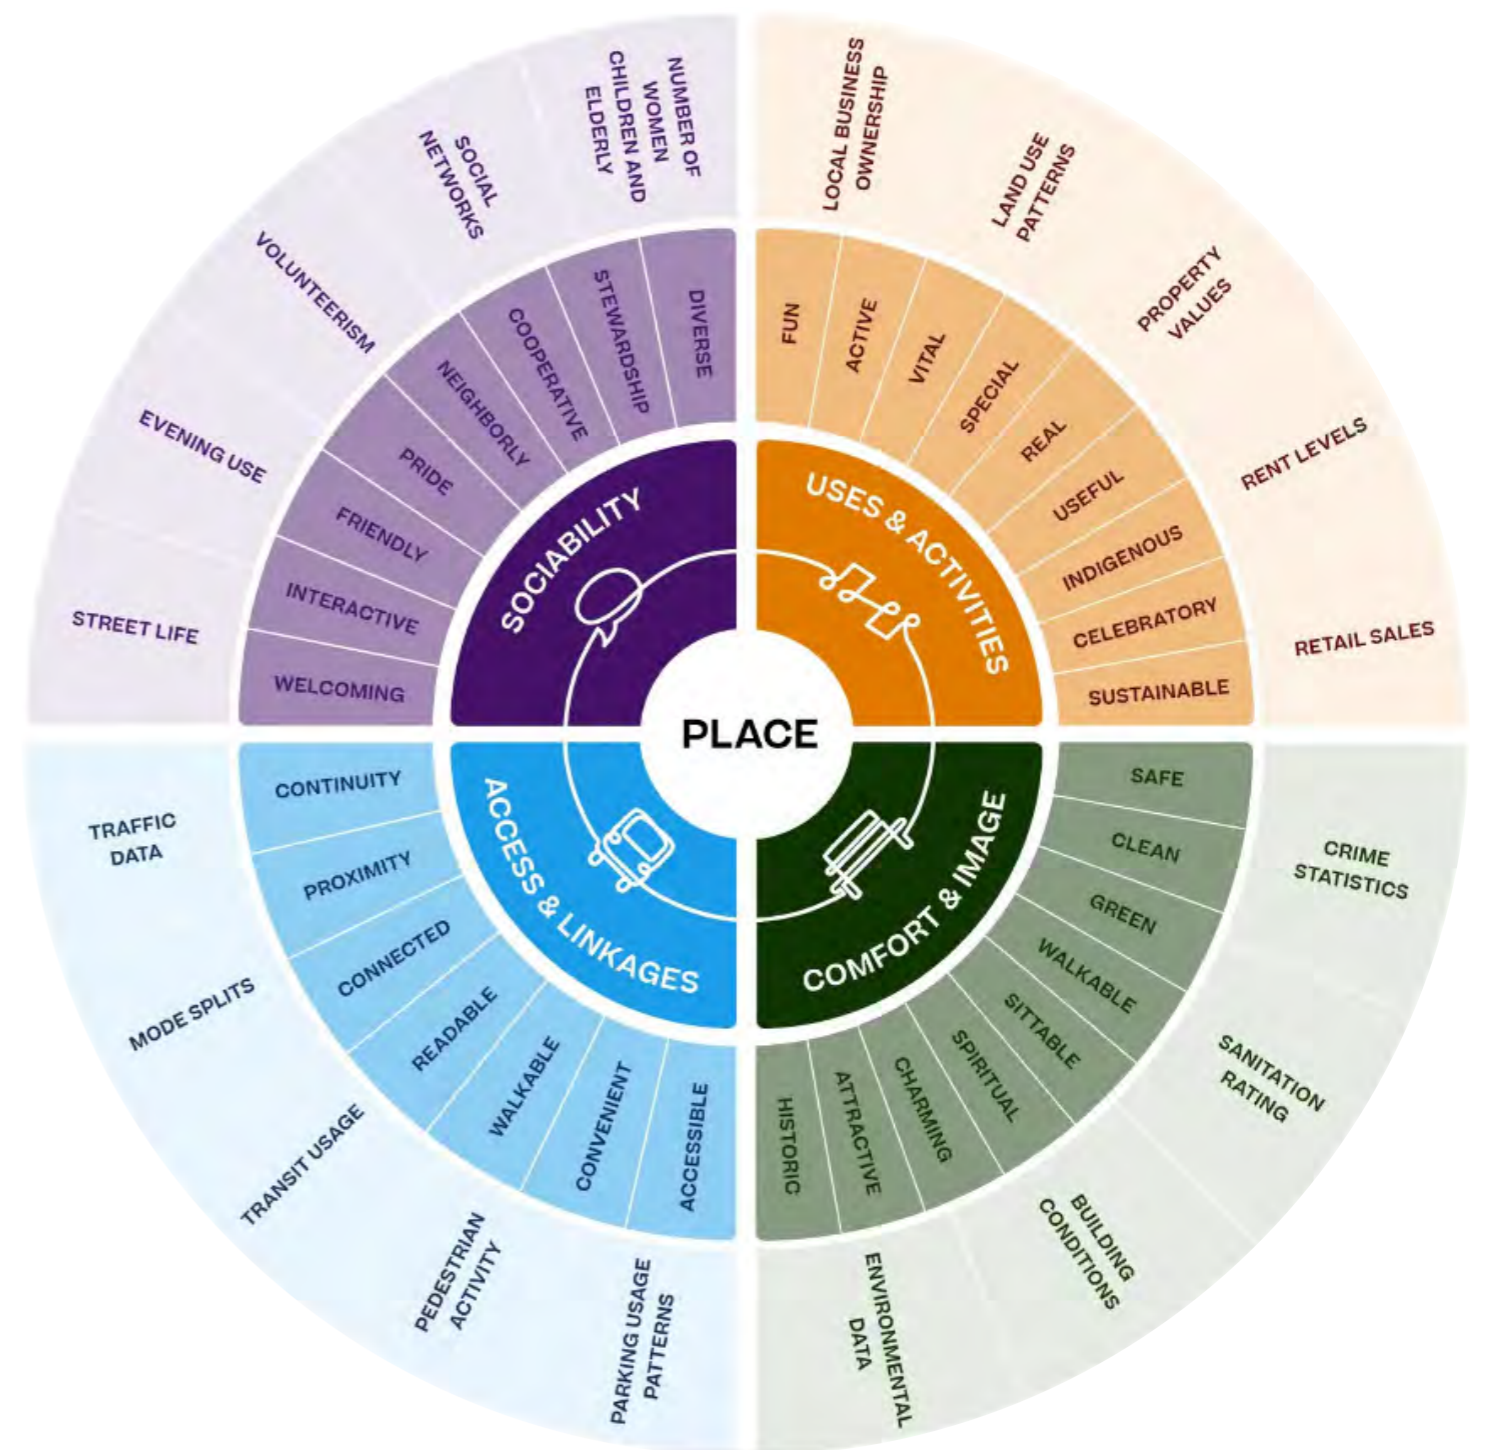 PLACE
SOCIABILITY
USES & ACTIVITIES
COMFORT & IMAGE
ACCESS & LINKAGES
WELCOMING
INTERACTIVE
FRIENDLY
PRIDE
NEIGHBORLY
COOPERATIVE
STEWARDSHIP
DIVERSE
FUN
ACTIVE
VITAL
SPECIAL
REAL
USEFUL
INDIGENOUS
CELEBRATORY
SUSTAINABLE
SAFE
CLEAN
GREEN
WALKABLE
SITTABLE
SPIRITUAL
CHARMING
ATTRACTIVE
HISTORIC
ACCESSIBLE
CONVENIENT
WALKABLE
READABLE
CONNECTED
PROXIMITY
CONTINUITY
STREET LIFE
EVENING USE
VOLUNTEERISM
SOCIAL
NETWORKS
NUMBER OF
WOMEN
CHILDREN AND
ELDERLY
LOCAL BUSINESS
OWNERSHIP
LAND USE
PATTERNS
PROPERTY
VALUES
RENT LEVELS
RETAIL SALES
CRIME
STATISTICS
SANITATION
RATING
BUILDING
CONDITIONS
ENVIRONMENTAL
DATA
PARKING USAGE
PATTERNS
PEDESTRIAN
ACTIVITY
TRANSIT USAGE
MODE SPLITS
TRAFFIC
DATA